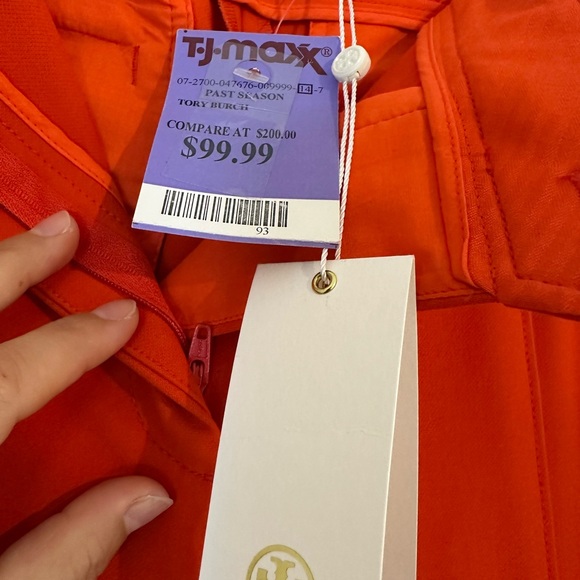 T·J·maxx®
07-2700-047676-009999-14-7
PAST SEASON
TORY BURCH
COMPARE AT $200.00
$99.99
93